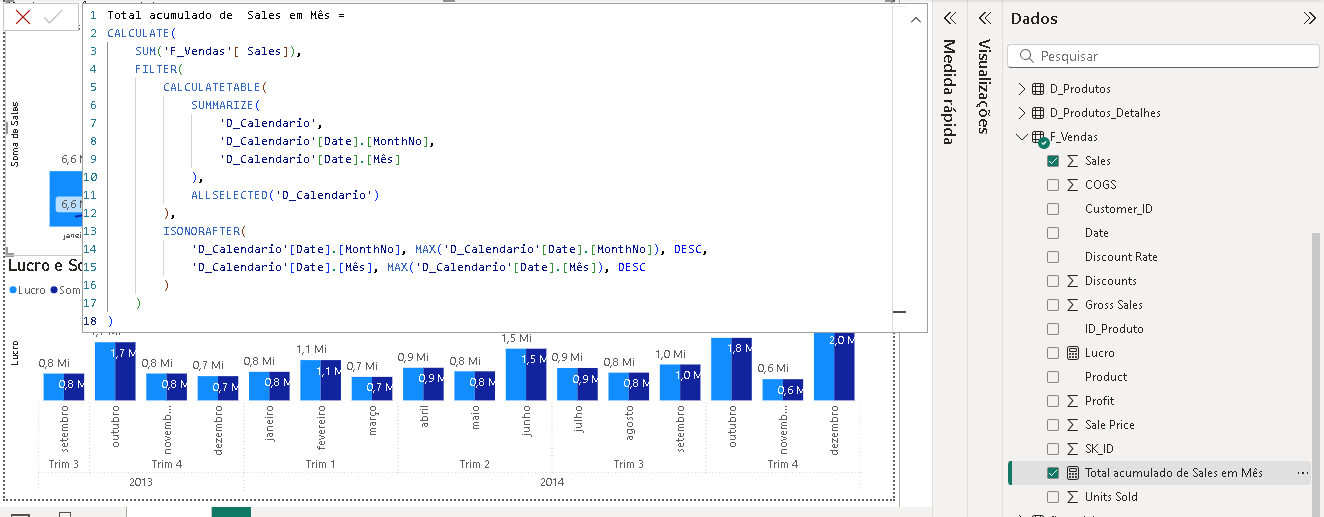 1 Total acumulado de  Sales em Mês =
2 CALCULATE(
3 SUM('F_Vendas'[ Sales]),
4 FILTER(
5 CALCULATETABLE(
6 SUMMARIZE(
7 'D_Calendario',
8 'D_Calendario'[Date].[MonthNo],
9 'D_Calendario'[Date].[Mês]
10 ),
11 ALLSELECTED('D_Calendario')
12 ),
13 ISONORAFTER(
14 'D_Calendario'[Date].[MonthNo], MAX('D_Calendario'[Date].[MonthNo]), DESC,
15 'D_Calendario'[Date].[Mês], MAX('D_Calendario'[Date].[Mês]), DESC
16 )
17 )
18 )
Soma de Sales
6,6 M
6,6 M
janei
Lucro e So
Lucro Som
Lucro
0,8 Mi 0,8 Mi 0,7 Mi 0,8 Mi 1,1 Mi 0,7 Mi 0,9 Mi 0,8 Mi 1,5 Mi 0,9 Mi 0,8 Mi 1,0 Mi 0,6 Mi
0,8 M 1,7 M 0,8 M 0,7 M 0,8 M 1,1 M 0,7 M 0,9 M 0,8 M 1,5 M 0,9 M 0,8 M 1,0 M 1,8 M 0,6 M 2,0 M
setembro outubro novemb... dezembro janeiro fevereiro março abril maio junho julho agosto setembro outubro novemb... dezembro
Trim 3 Trim 4 Trim 1 Trim 2 Trim 3 Trim 4
2013 2014
Medida rápida
Visualizações
Dados
Pesquisar
D_Produtos
D_Produtos_Detalhes
F_Vendas
Sales
COGS
Customer_ID
Date
Discount Rate
Discounts
Gross Sales
ID_Produto
Lucro
Product
Profit
Sale Price
SK_ID
Total acumulado de Sales em Mês ...
Units Sold